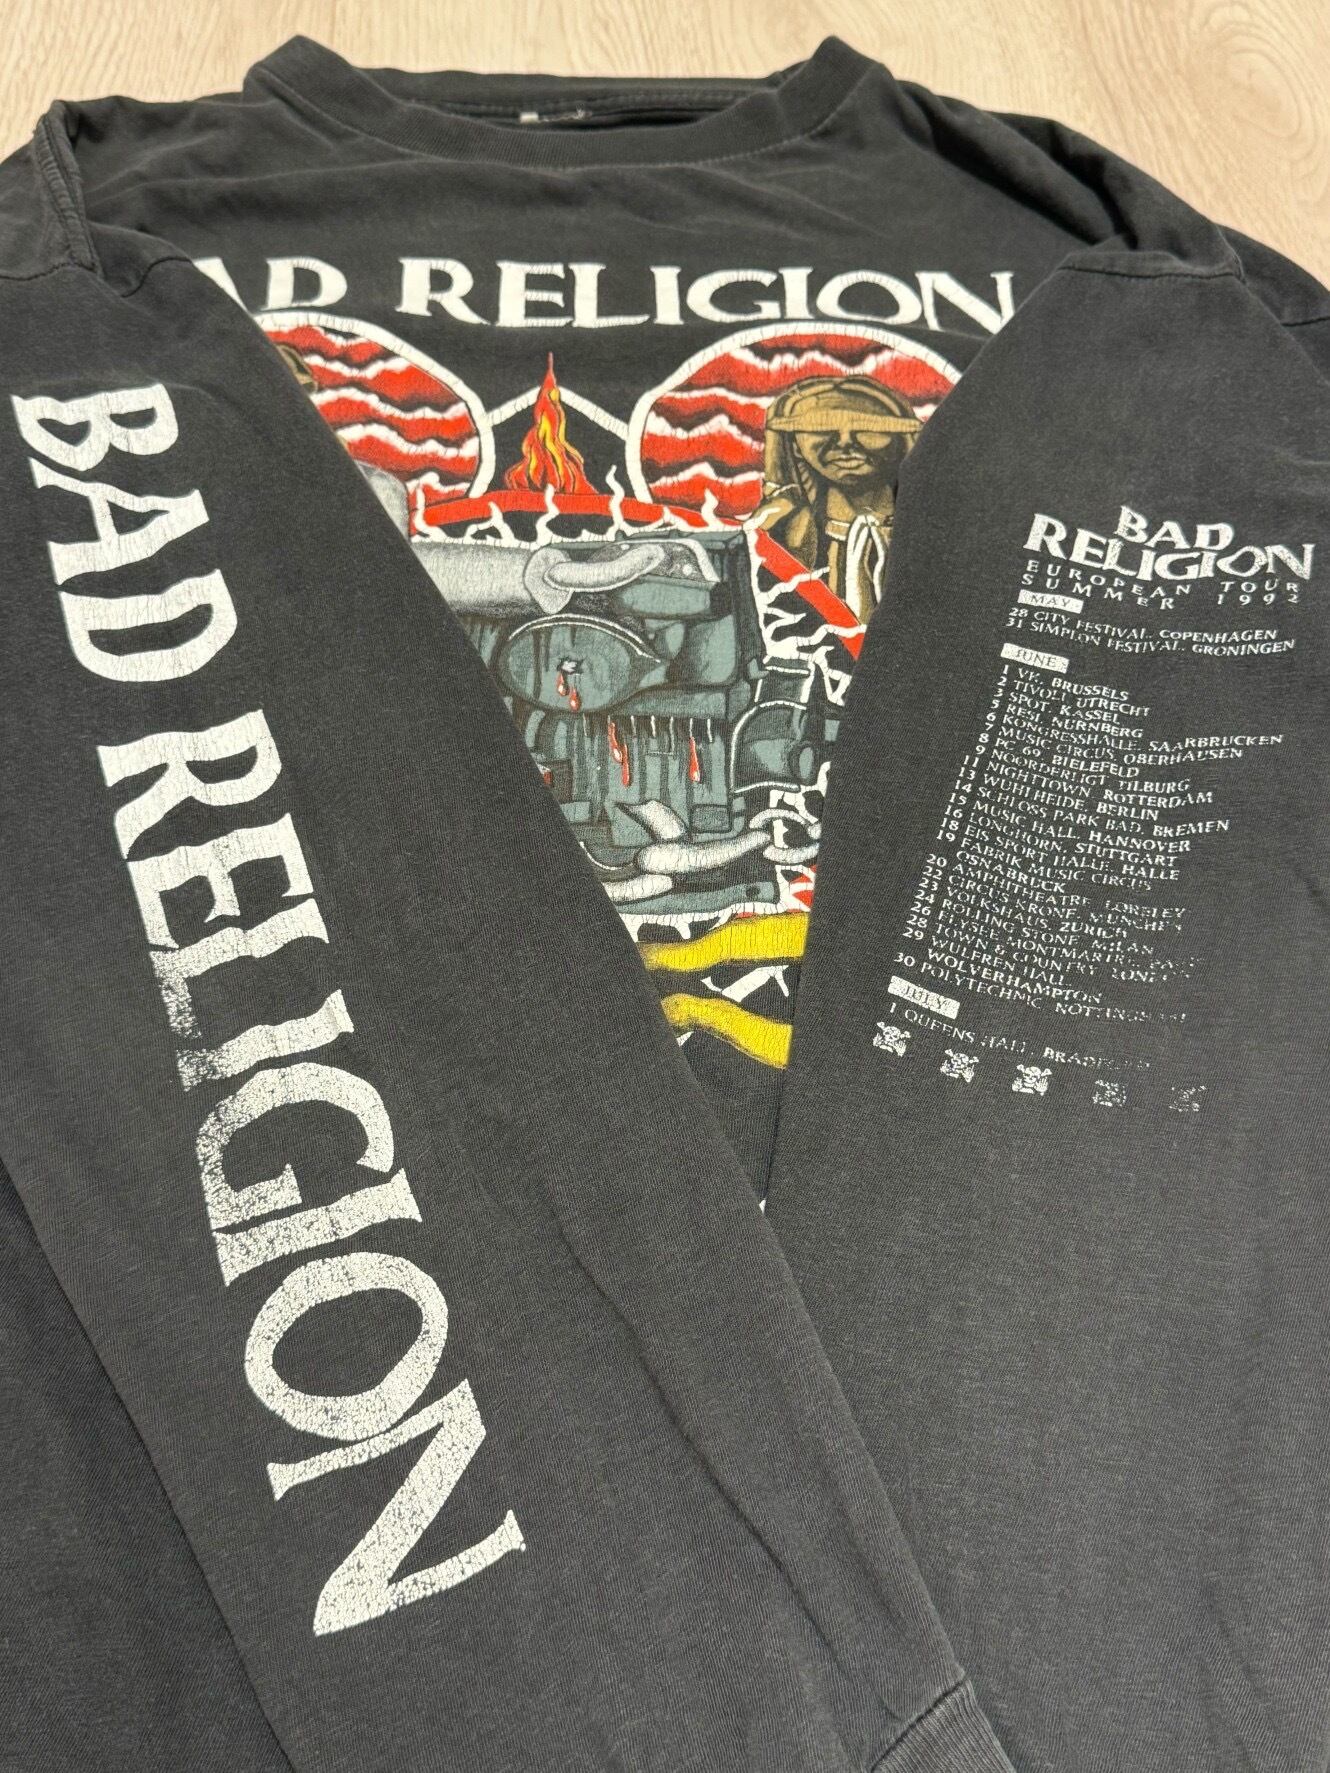 AD RELIGION
BAD RELIGION
BAD
RELIGION
EUROPEAN TOUR
SUMMER 1992
MAY
28 CITY FESTIVAL. COPENHAGEN
31 SIMPLON FESTIVAL. GRONINGEN
JUNE
1 VK. BRUSSELS
2 TIVOLI, UTRECHT
3 SPOT. KASSEL
5 RESI. NURNBERG
6 KONGRESSHALLE. SAARBRUCKEN
7 MUSIC CIRCUS. OBERHAUSEN
8 PC 69. BIELEFELD
9 NOORDERLIGT. TILBURG
11 NIGHTTOWN. ROTTERDAM
13 WUHLHEIDE. BERLIN
14 SCHLOSS PARK BAD. BREMEN
15 MUSIC HALL. HANNOVER
16 LONGHORN. STUTTGART
18 EIS SPORT HALLE. HALLE
19 FABRIK MUSIC CIRCUS
OSNABRUCK
20 AMPHITHEATRE. LORELEY
22 CIRCUS KRONE. MUNCHEN
23 VOLKSHAUS. ZURICH
24 ROLLING STONE. MILAN
26 ELYSEE MONTMARTRE.
28 TOWN & COUNTRY.
29 WULFREN HALL.
WOLVERHAMPTON
30 POLYTECHNIC. NOTTINGHAM
JULY
1 QUEENS HALL. BRADFORD